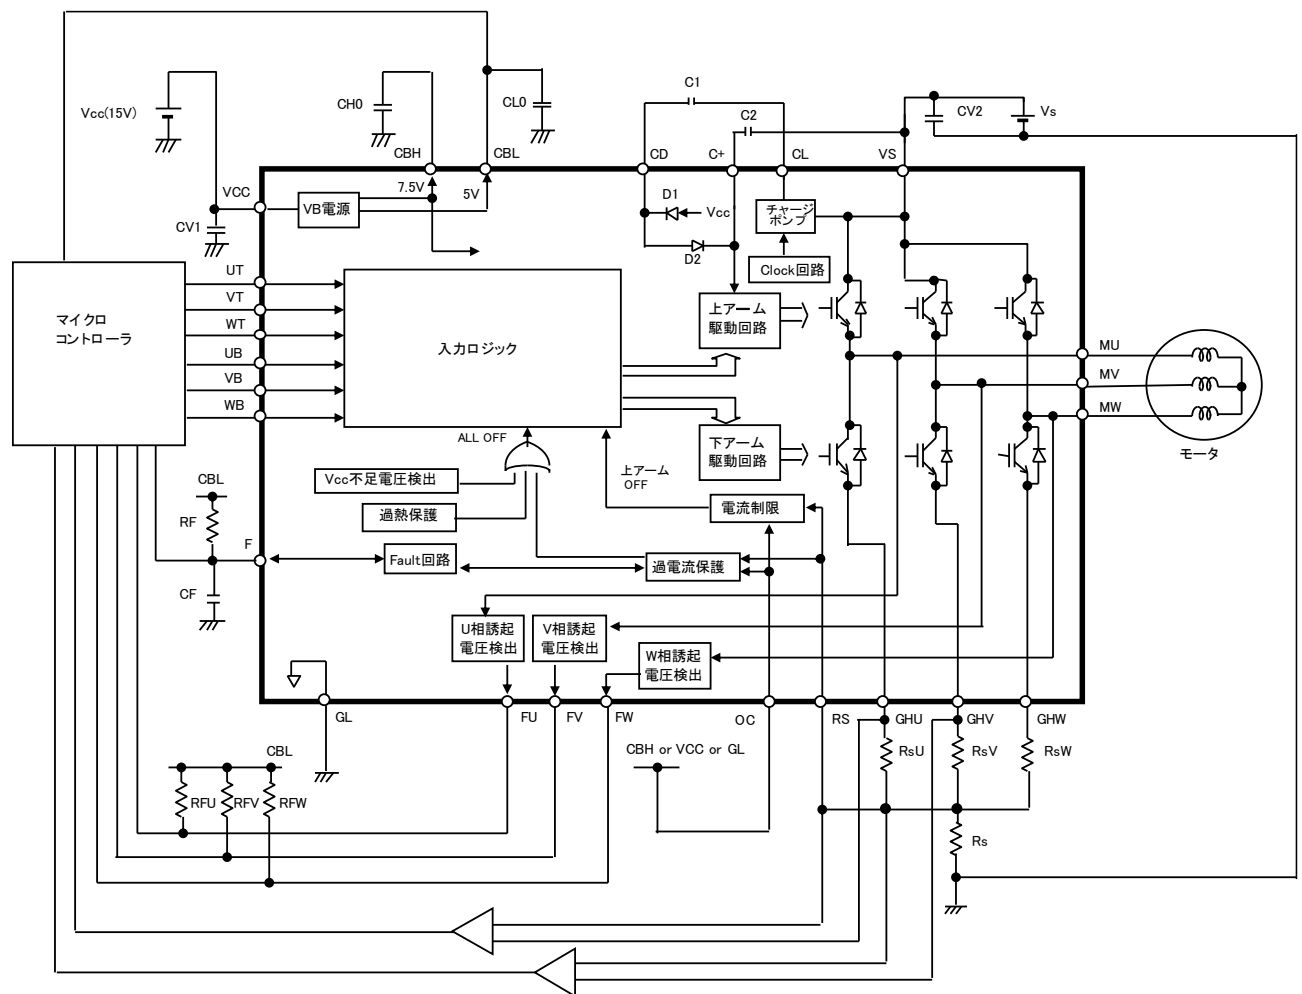 C1
Vcc(15V)
CH0
CL0
C2
CV2
Vs
CBH
CBL
CD
C+
CL
VS
VCC
7.5V
5V
D1
Vcc
チャージ
ポンプ
VB電源
CV1
D2
Clock回路
UT
VT
WT
UB
VB
WB
マイクロ
コントローラ
入力ロジック
上アーム
駆動回路
MU
MV
MW
モータ
ALL OFF
下アーム
駆動回路
上アーム
OFF
Vcc不足電圧検出
CBL
電流制限
過熱保護
RF
F
Fault回路
過電流保護
CF
U相誘起
電圧検出
V相誘起
電圧検出
W相誘起
電圧検出
GL
FU
FV
FW
OC
RS
GHU
GHV
GHW
CBL
CBH or VCC or GL
RsU
RsV
RsW
RFU
RFV
RFW
Rs